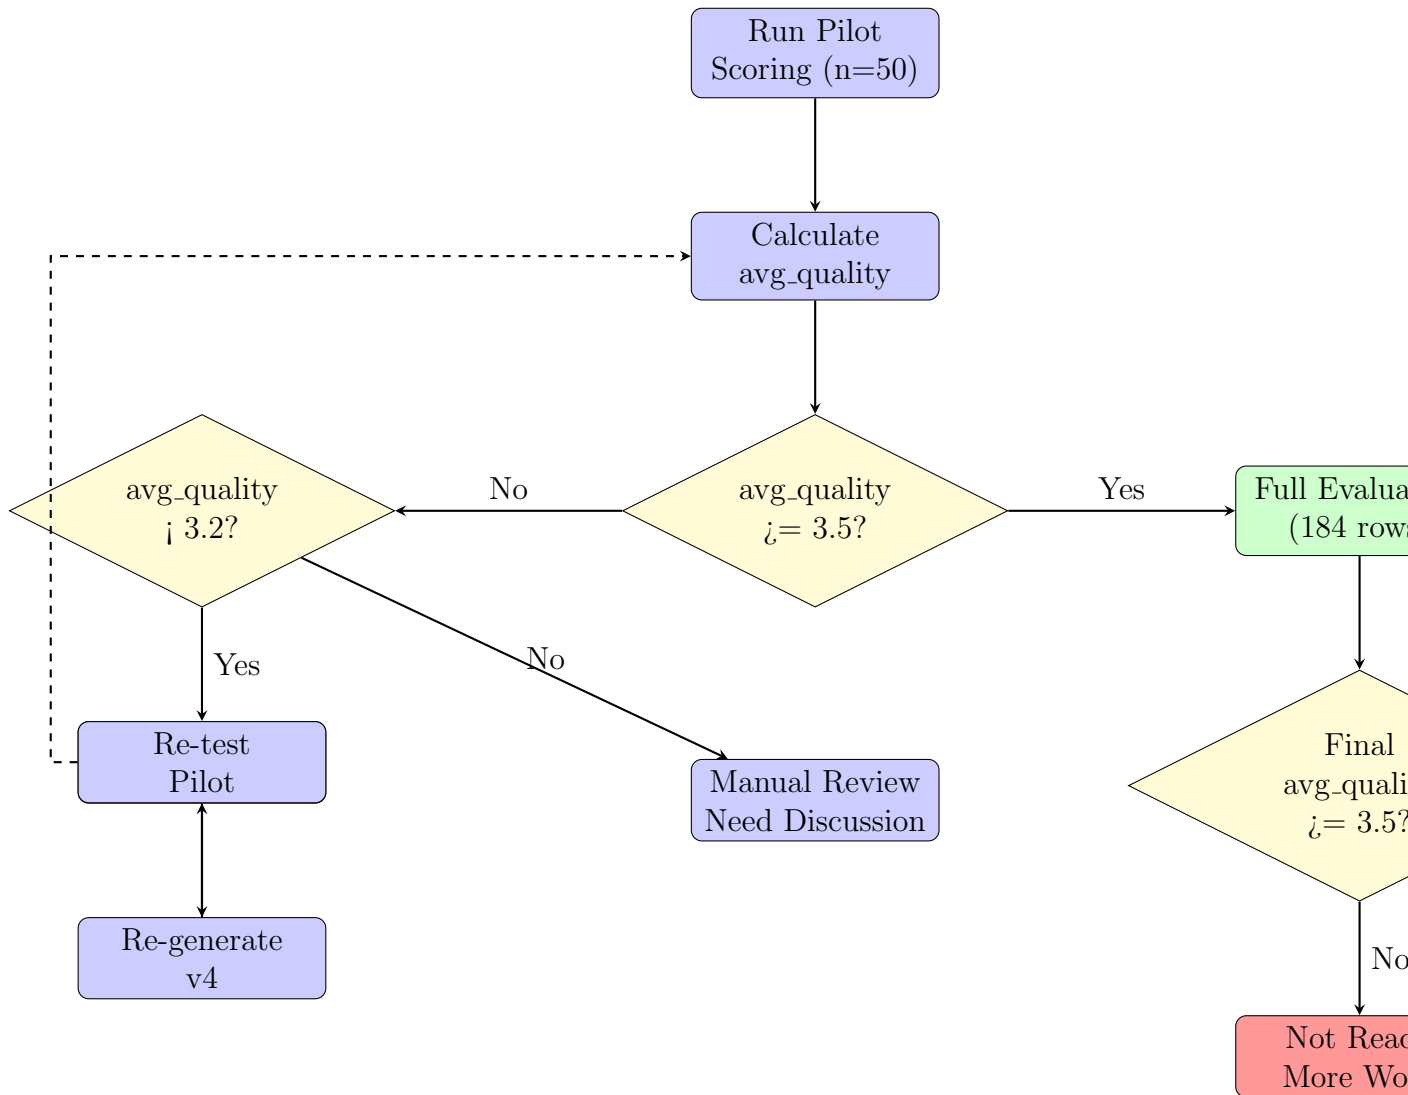 Run Pilot
Scoring (n=50)
Calculate
avg_quality
avg_quality
¡ 3.2?
No
avg_quality
¿= 3.5?
Yes
Full Evalua
(184 rows
Yes
No
Re-test
Pilot
Manual Review
Need Discussion
Final
avg_quali
¿= 3.5?
Re-generate
v4
No
Not Read
More Wo